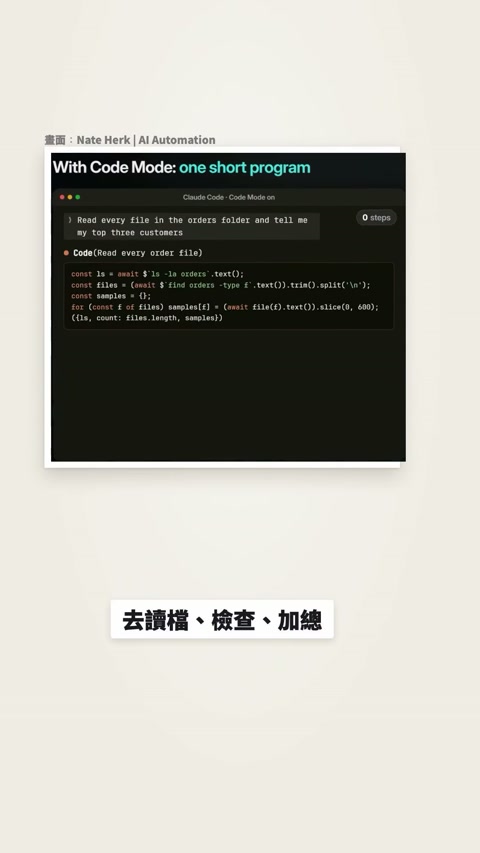 畫面：Nate Herk | AI Automation
With Code Mode: one short program
Claude Code · Code Mode on
0 steps
⟩ Read every file in the orders folder and tell me
my top three customers
● Code(Read every order file)
const ls = await $`ls -la orders`.text();
const files = (await $`find orders -type f`.text()).trim().split('\n');
const samples = {};
for (const f of files) samples[f] = (await file(f).text()).slice(0, 600);
({ls, count: files.length, samples})
去讀檔、檢查、加總